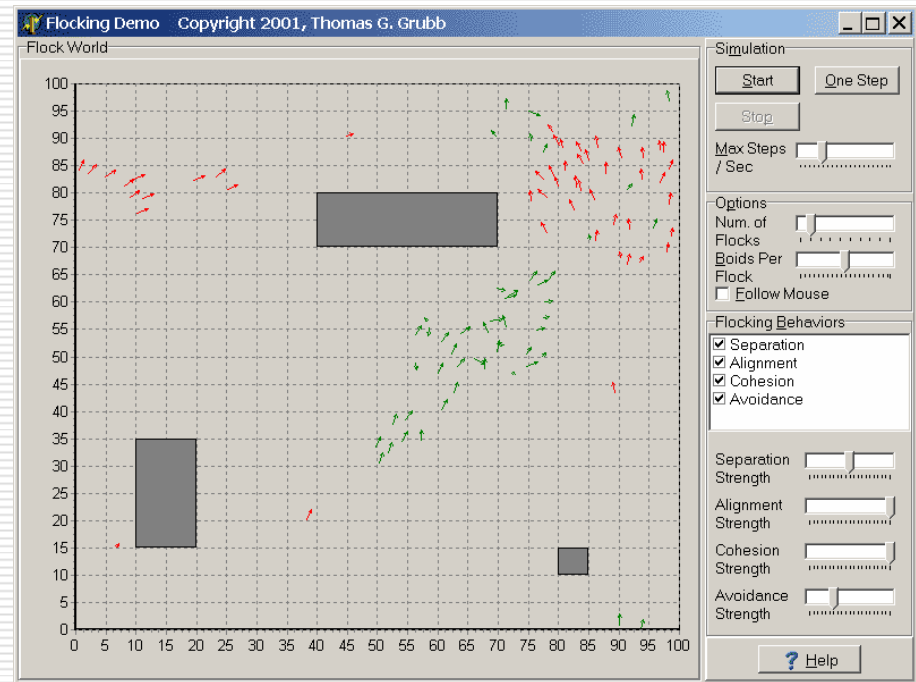 Flocking Demo Copyright 2001, Thomas G. Grubb
Flock World
100
95
90
85
80
75
70
65
60
55
50
45
40
35
30
25
20
15
10
5
0
0 5 10 15 20 25 30 35 40 45 50 55 60 65 70 75 80 85 90 95 100
Simulation
Start One Step
Stop
Max Steps
/ Sec
Options
Num. of
Flocks
Boids Per
Flock
Follow Mouse
Flocking Behaviors
Separation
Alignment
Cohesion
Avoidance
Separation
Strength
Alignment
Strength
Cohesion
Strength
Avoidance
Strength
? Help